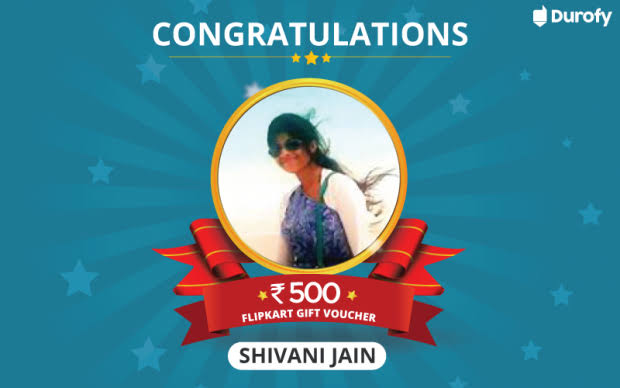 Durofy
CONGRATULATIONS
₹500
FLIPKART GIFT VOUCHER
SHIVANI JAIN